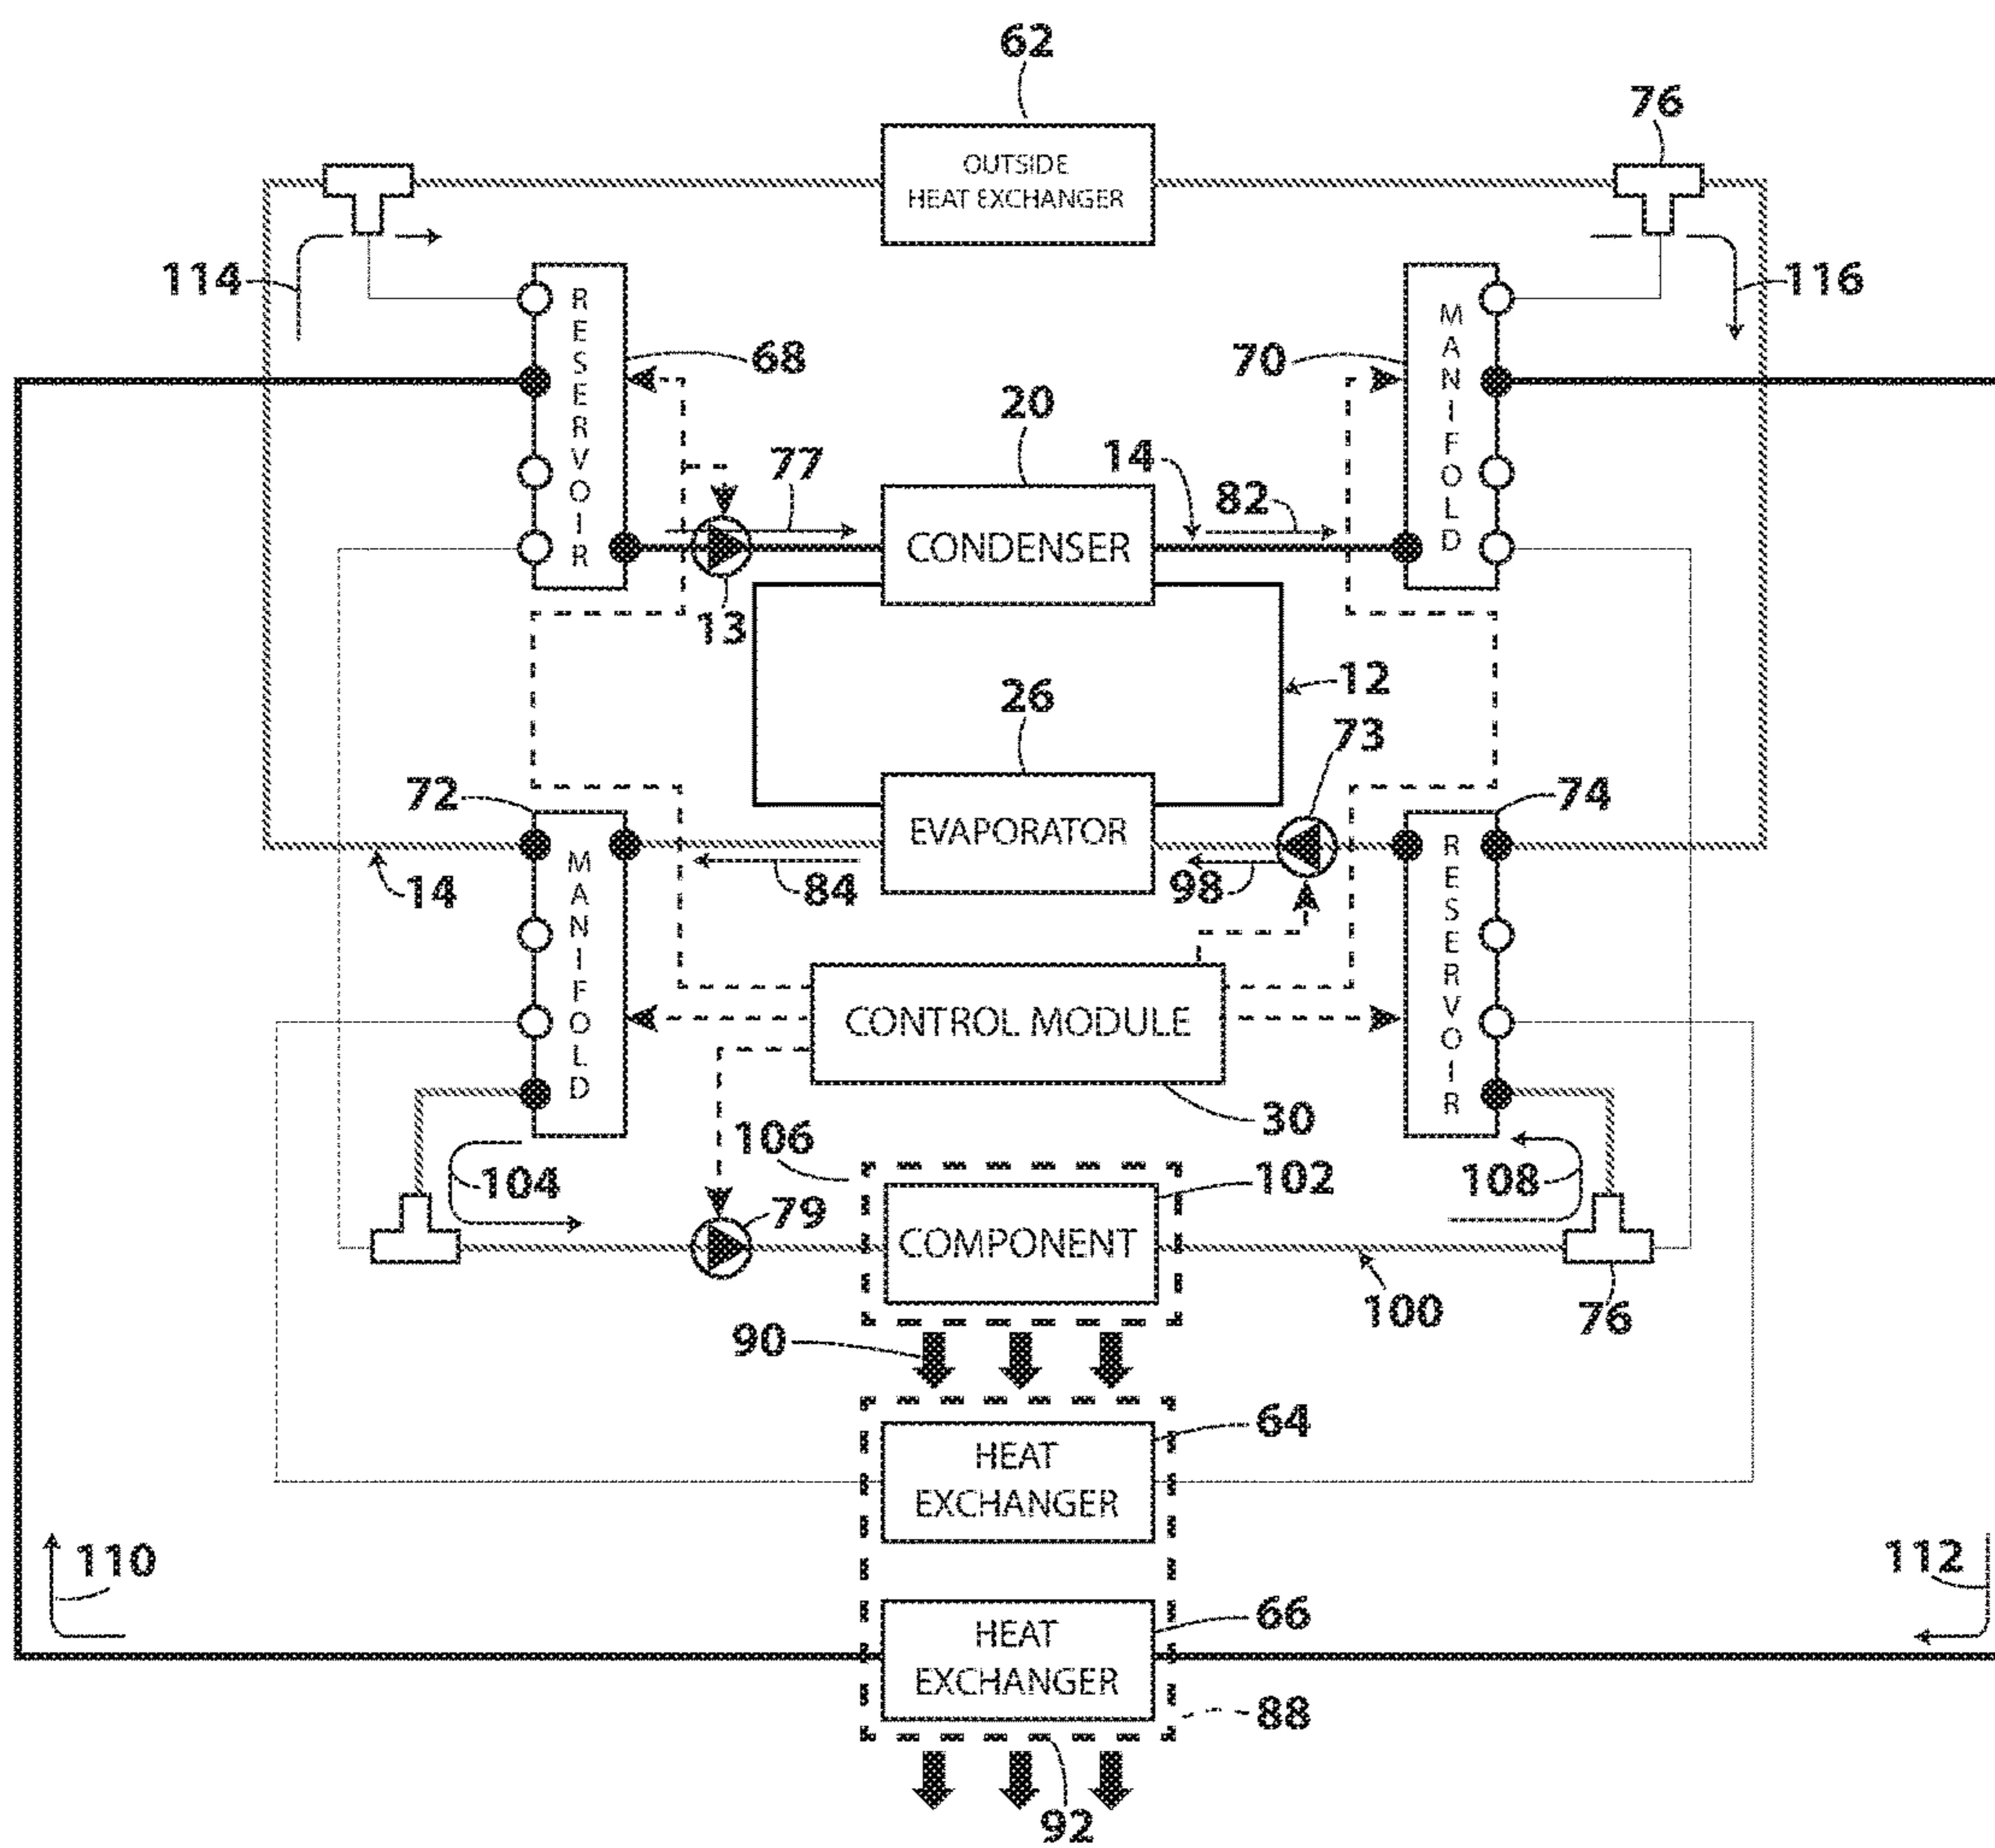 62
76
OUTSIDE
HEAT EXCHANGER
114
116
RESERVOIR
MANIFOLD
68
70
20
77
14
82
CONDENSER
13
12
26
73
72
74
EVAPORATOR
MANIFOLD
RESERVOIR
14
84
98
CONTROL MODULE
30
106
104
102
108
79
COMPONENT
100
76
90
64
HEAT
EXCHANGER
110
112
66
HEAT
EXCHANGER
88
92